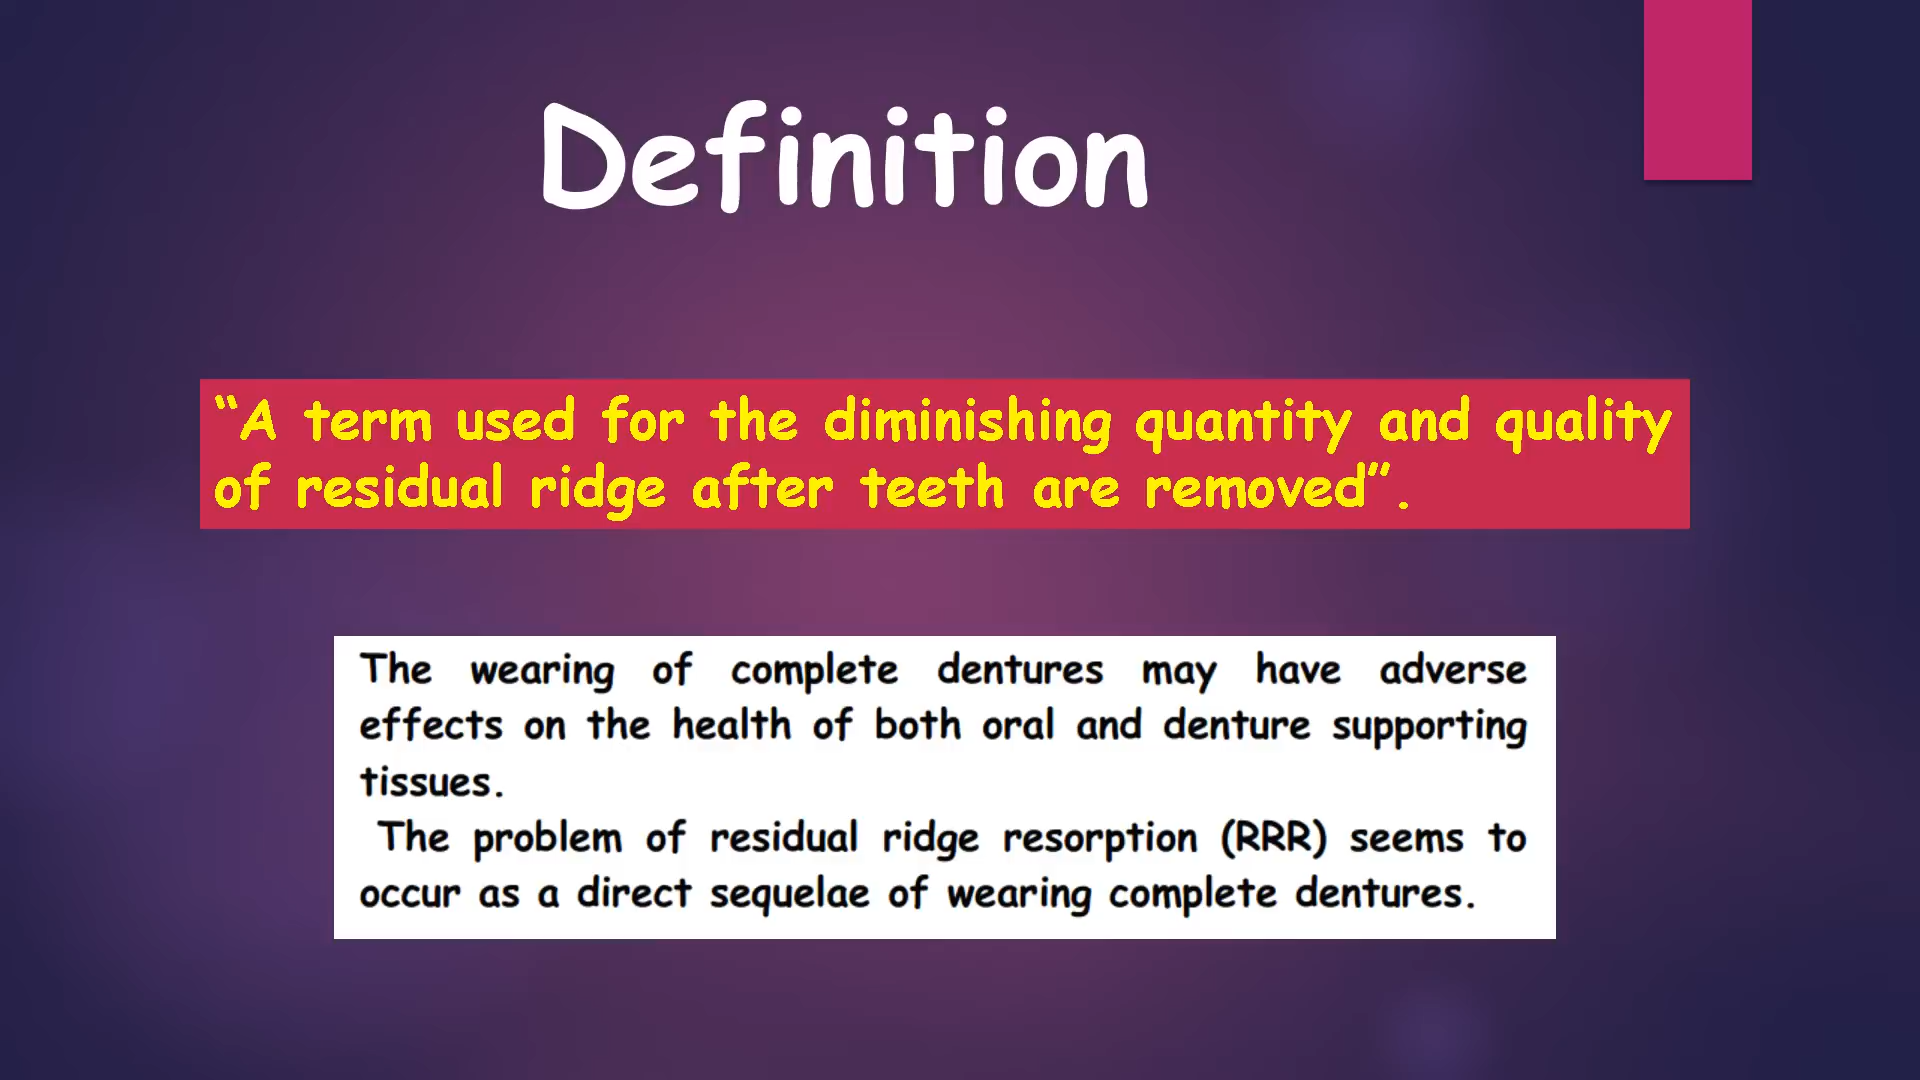 Definition
“A term used for the diminishing quantity and quality
of residual ridge after teeth are removed”.
The wearing of complete dentures may have adverse
effects on the health of both oral and denture supporting
tissues.
The problem of residual ridge resorption (RRR) seems to
occur as a direct sequelae of wearing complete dentures.